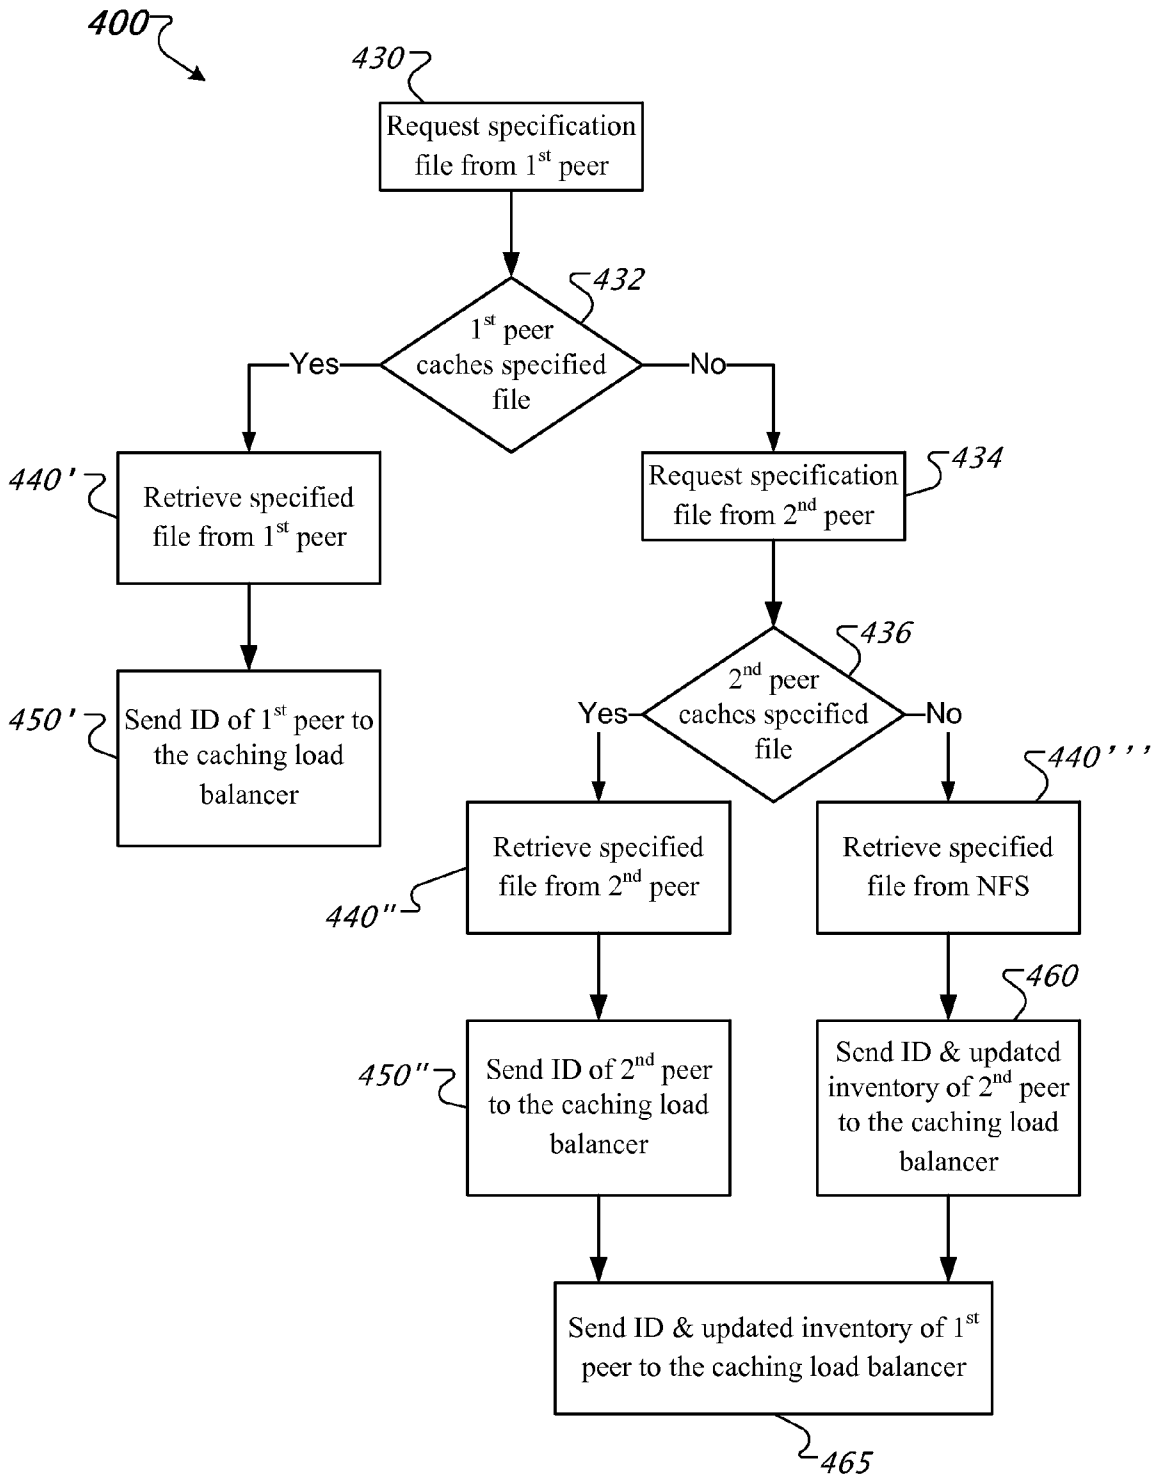 400
430
Request specification
file from 1st peer
432
1st peer
caches specified
file
Yes
No
440'
Retrieve specified
file from 1st peer
434
Request specification
file from 2nd peer
450'
Send ID of 1st peer to
the caching load
balancer
436
2nd peer
caches specified
file
Yes
No
440'''
Retrieve specified
file from 2nd peer
440"
Retrieve specified
file from NFS
460
450"
Send ID of 2nd peer
to the caching load
balancer
Send ID & updated
inventory of 2nd peer
to the caching load
balancer
Send ID & updated inventory of 1st
peer to the caching load balancer
465